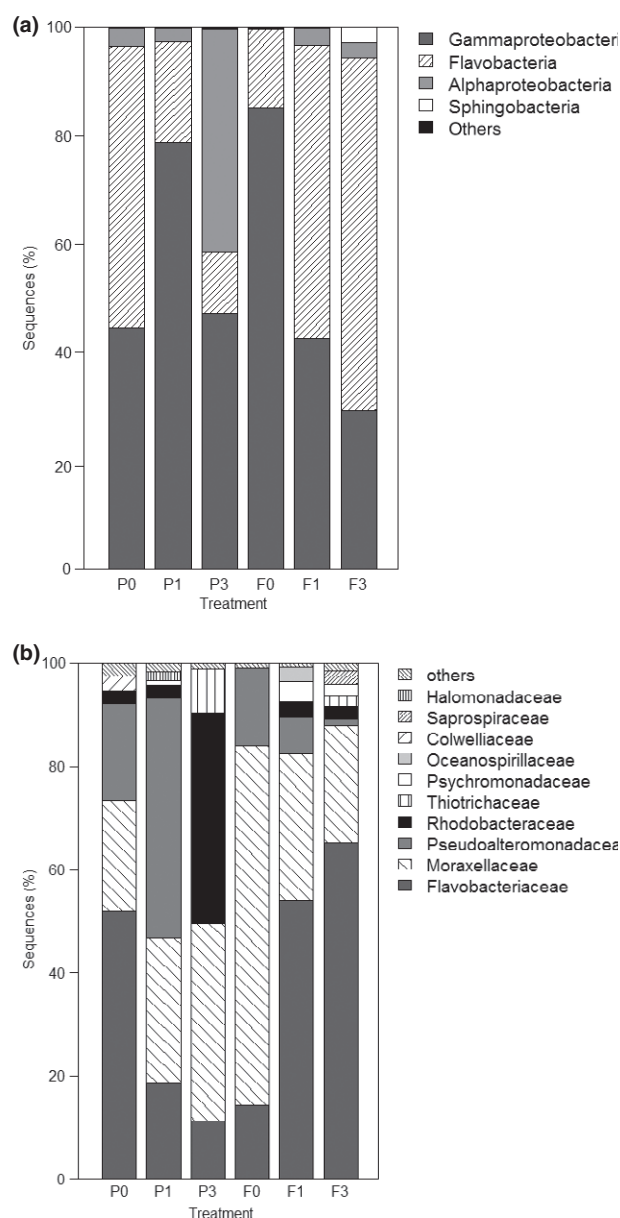 (a)
100
80
60
40
20
0
Sequences (%)
P0 P1 P3 F0 F1 F3
Treatment
Gammaproteobacteri
Flavobacteria
Alphaproteobacteria
Sphingobacteria
Others
(b)
100
80
60
40
20
0
Sequences (%)
P0 P1 P3 F0 F1 F3
Treatment
others
Halomonadaceae
Saprospiraceae
Colwelliaceae
Oceanospirillaceae
Psychromonadaceae
Thiotrichaceae
Rhodobacteraceae
Pseudoalteromonadacea
Moraxellaceae
Flavobacteriaceae